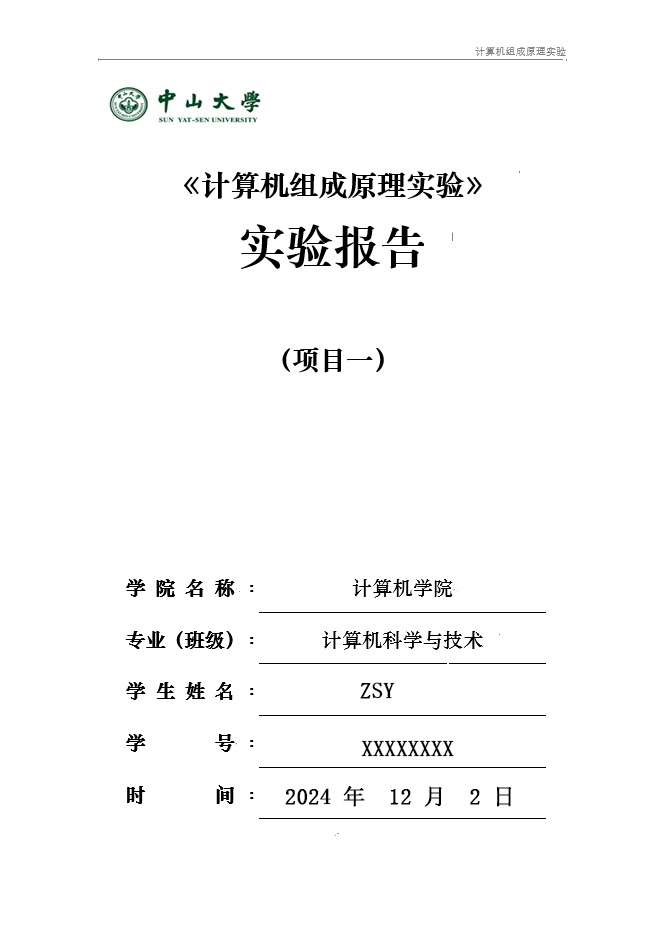 计算机组成原理实验
中山大学
SUN YAT-SEN UNIVERSITY
《计算机组成原理实验》
实验报告
（项目一）
学院名称： 计算机学院
专业（班级）： 计算机科学与技术
学生姓名： ZSY
学 号： XXXXXXXX
时 间： 2024 年 12 月 2 日